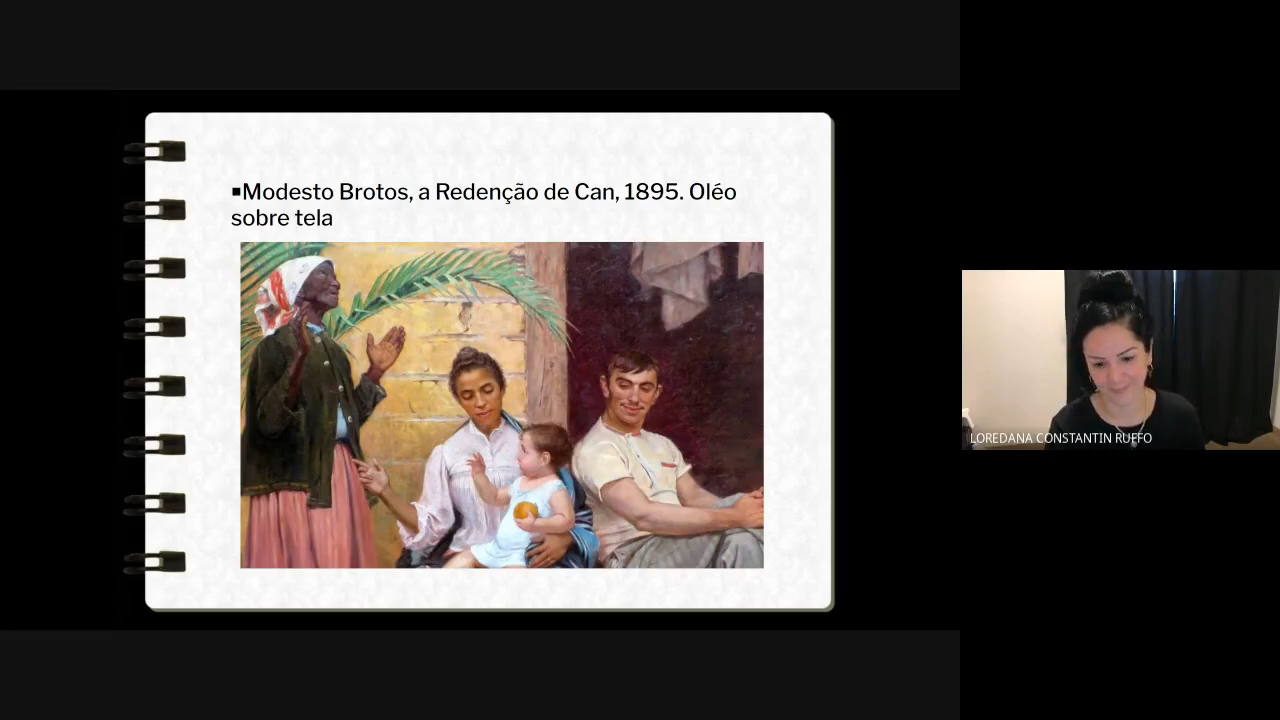 ▪Modesto Brotos, a Redenção de Can, 1895. Oléo
sobre tela
LOREDANA CONSTANTIN RUFFO